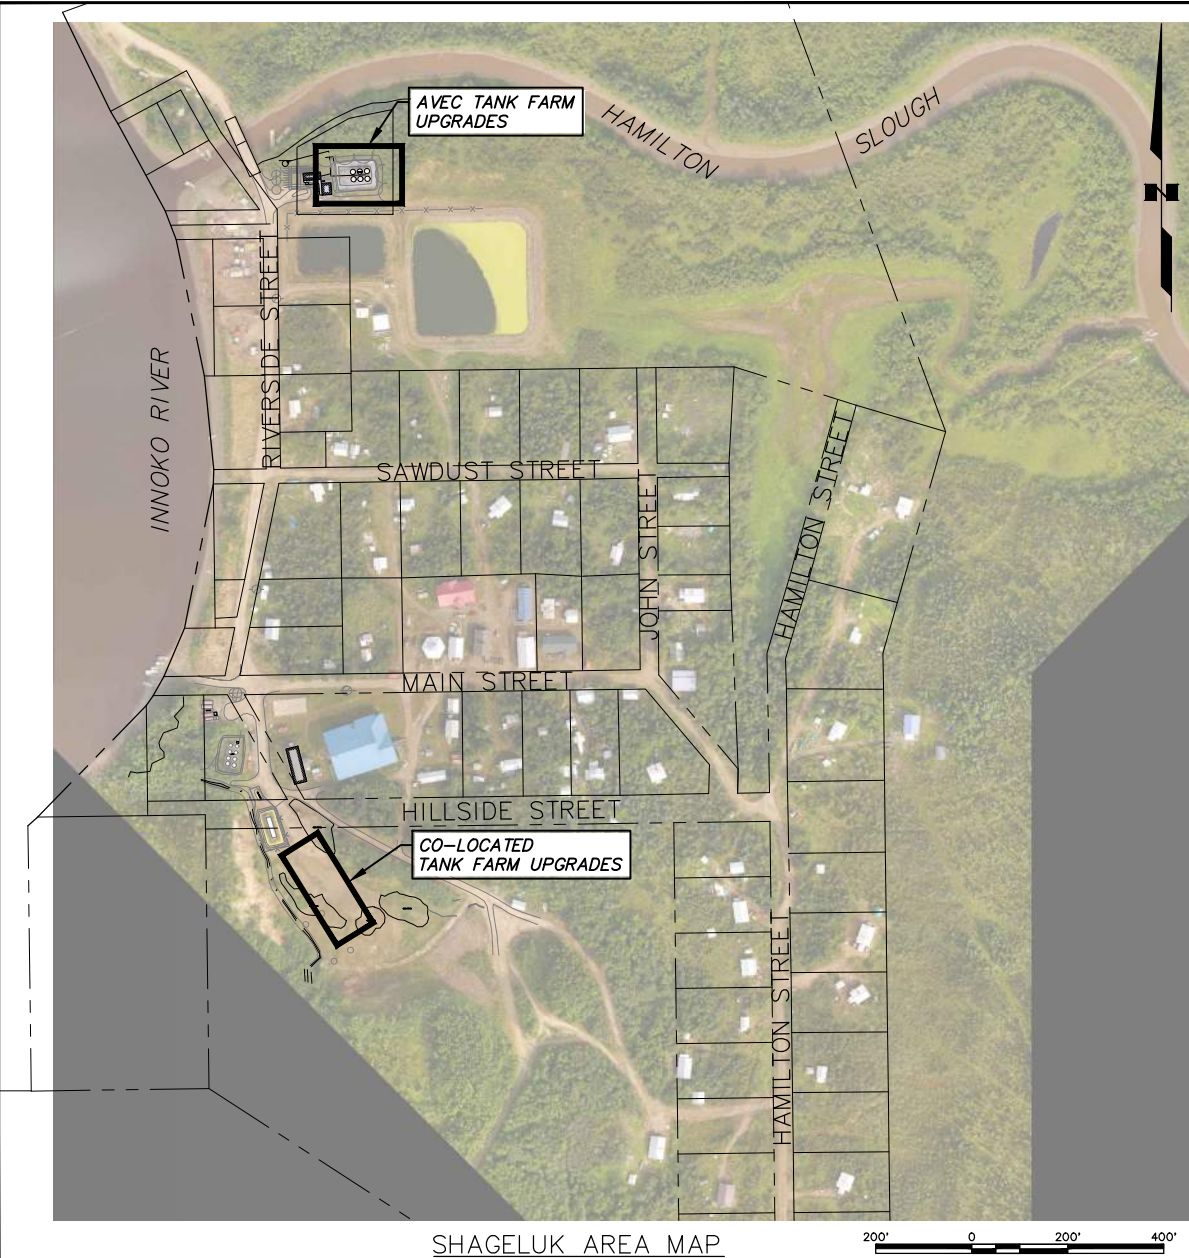 AVEC TANK FARM
UPGRADES
HAMILTON
SLOUGH
N
RIVERSIDE STREET
INNOKO RIVER
SAWDUST STREET
JOHN STREET
HAMILTON STREET
MAIN STREET
HILLSIDE STREET
CO-LOCATED
TANK FARM UPGRADES
HAMILTON STREET
SHAGELUK AREA MAP
200' 0 200' 400'